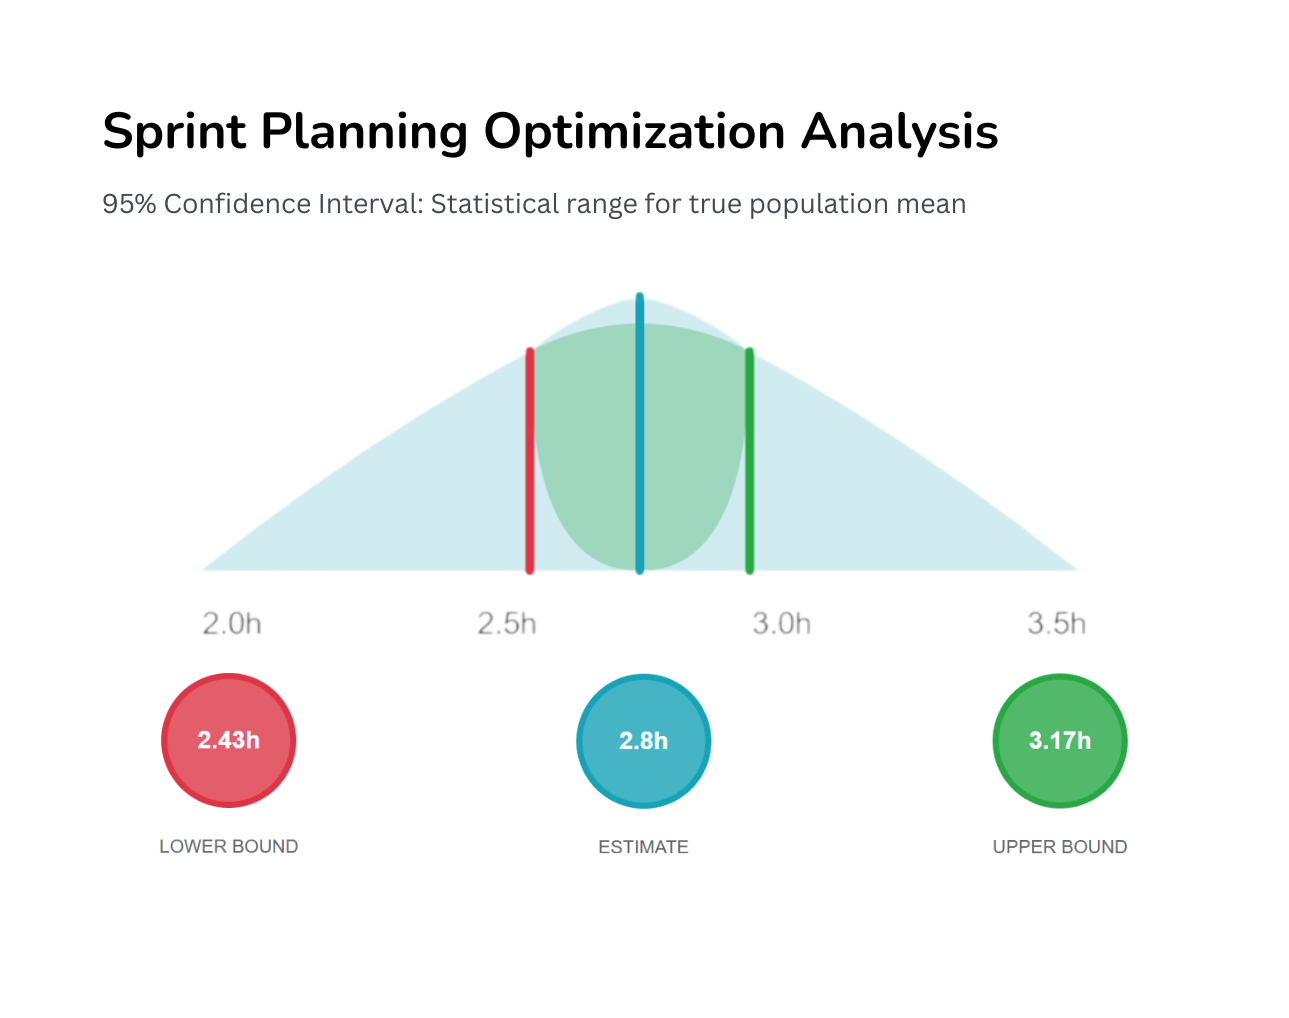 Sprint Planning Optimization Analysis
95% Confidence Interval: Statistical range for true population mean
2.0h 2.5h 3.0h 3.5h
2.43h 2.8h 3.17h
LOWER BOUND ESTIMATE UPPER BOUND